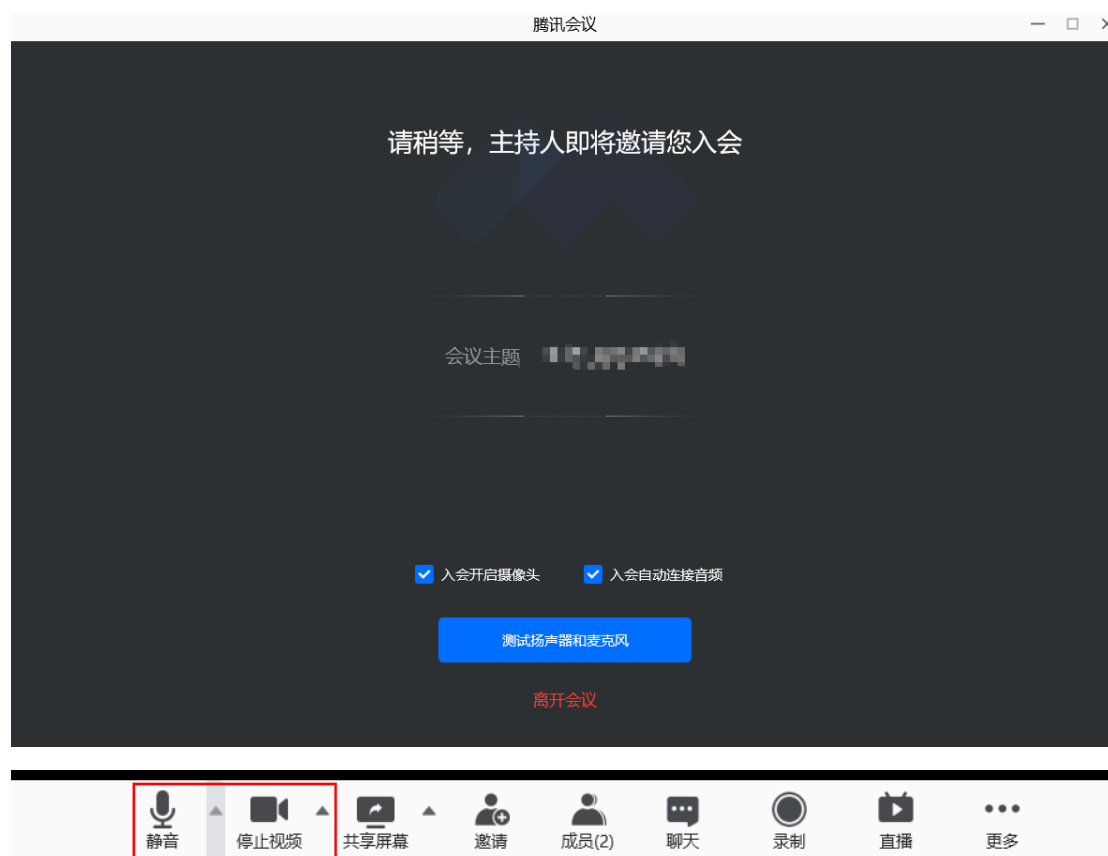 腾讯会议
请稍等，主持人即将邀请您入会
会议主题
入会开启摄像头 入会自动连接音频
测试扬声器和麦克风
离开会议
静音 停止视频 共享屏幕 邀请 成员(2) 聊天 录制 直播 更多